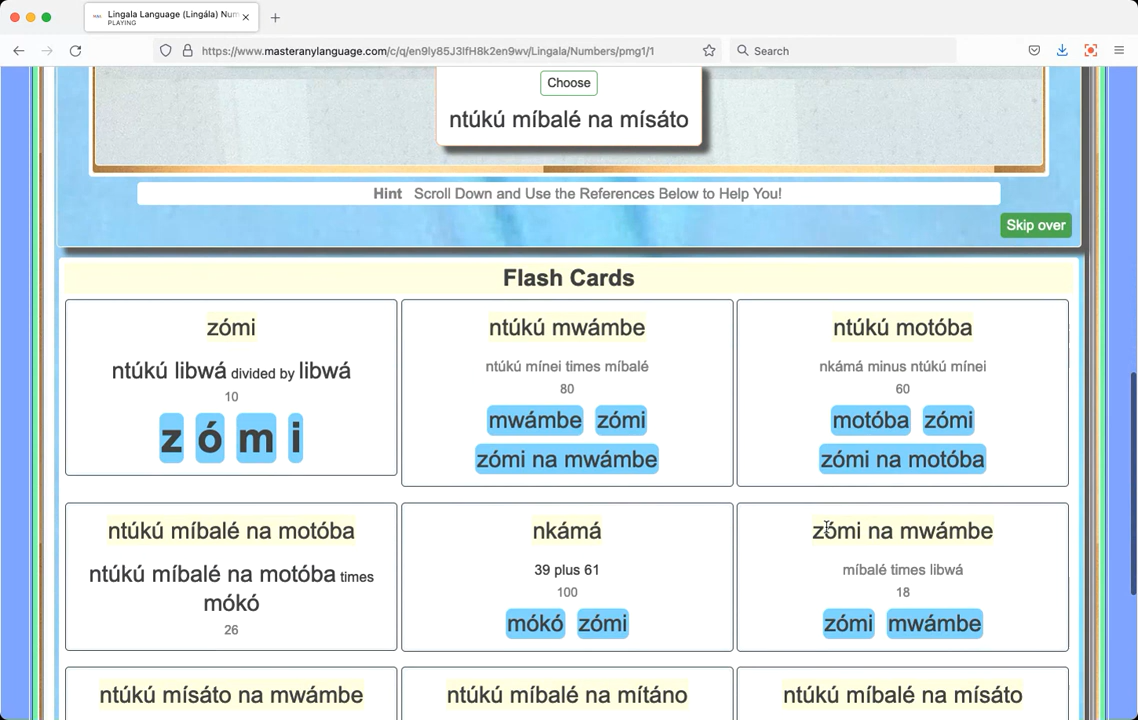 Lingala Language (Lingála) Num
PLAYING
https://www.masteranylanguage.com/c/q/en9ly85J3lfH8k2en9wv/Lingala/Numbers/pmg1/1
Search
Choose
ntúkú míbalé na mísáto
Hint Scroll Down and Use the References Below to Help You!
Skip over
Flash Cards
zómi
ntúkú libwá divided by libwá
10
z ó m i
ntúkú mwámbe
ntúkú mínei times míbalé
80
mwámbe zómi
zómi na mwámbe
ntúkú motóba
nkámá minus ntúkú mínei
60
motóba zómi
zómi na motóba
ntúkú míbalé na motóba
ntúkú míbalé na motóba times
mókó
26
nkámá
39 plus 61
100
mókó zómi
zómi na mwámbe
míbalé times libwá
18
zómi mwámbe
ntúkú mísáto na mwámbe
ntúkú míbalé na mítáno
ntúkú míbalé na mísáto